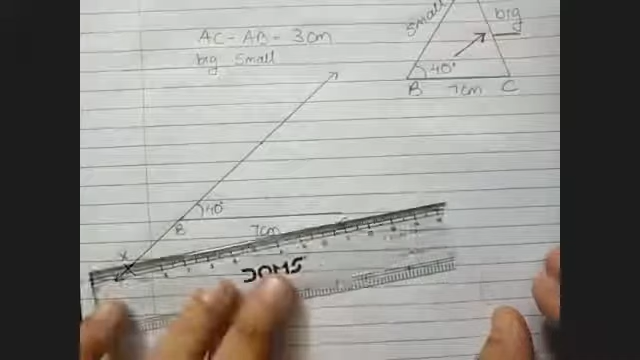 AC - AB - 3cm
big small
small
big
40°
B 7cm C
40°
B
7cm
X
DOMS